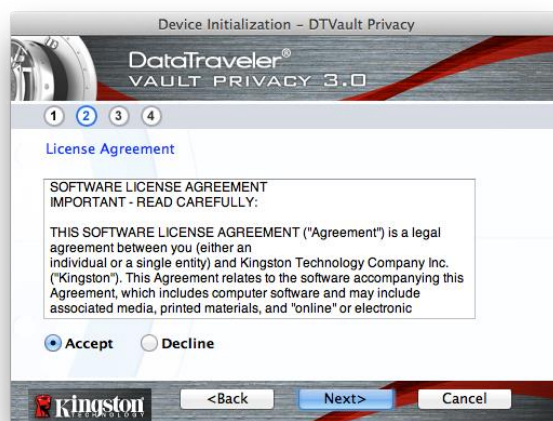 Device Initialization – DTVault Privacy
DataTraveler®
VAULT PRIVACY 3.0
1 2 3 4
License Agreement
SOFTWARE LICENSE AGREEMENT
IMPORTANT - READ CAREFULLY:
THIS SOFTWARE LICENSE AGREEMENT ("Agreement") is a legal
agreement between you (either an
individual or a single entity) and Kingston Technology Company Inc.
("Kingston"). This Agreement relates to the software accompanying this
Agreement, which includes computer software and may include
associated media, printed materials, and "online" or electronic
Accept Decline
Kingston
TECHNOLOGY
<Back Next> Cancel